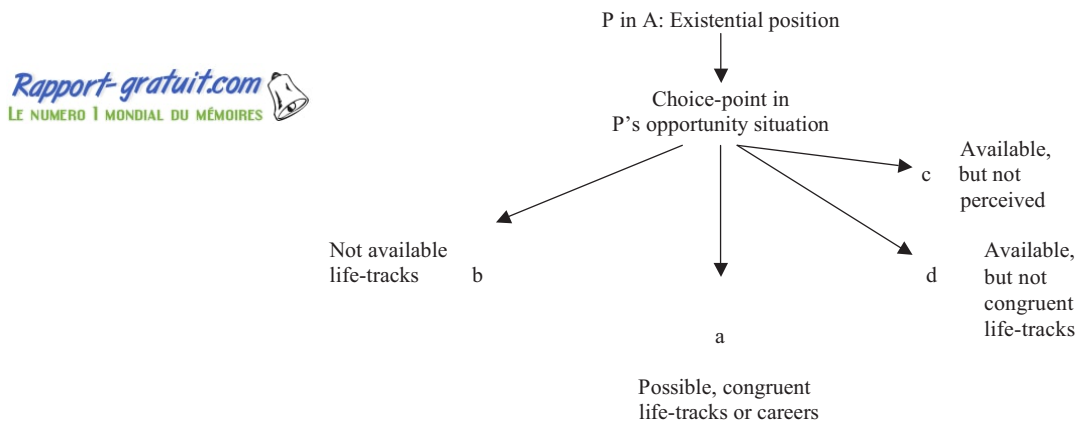 P in A: Existential position
Rapport-gratuit.com
LE NUMERO 1 MONDIAL DU MÉMOIRES
Choice-point in
P's opportunity situation
c
Available,
but not
perceived
Not available
life-tracks
b
d
Available,
but not
congruent
life-tracks
a
Possible, congruent
life-tracks or careers